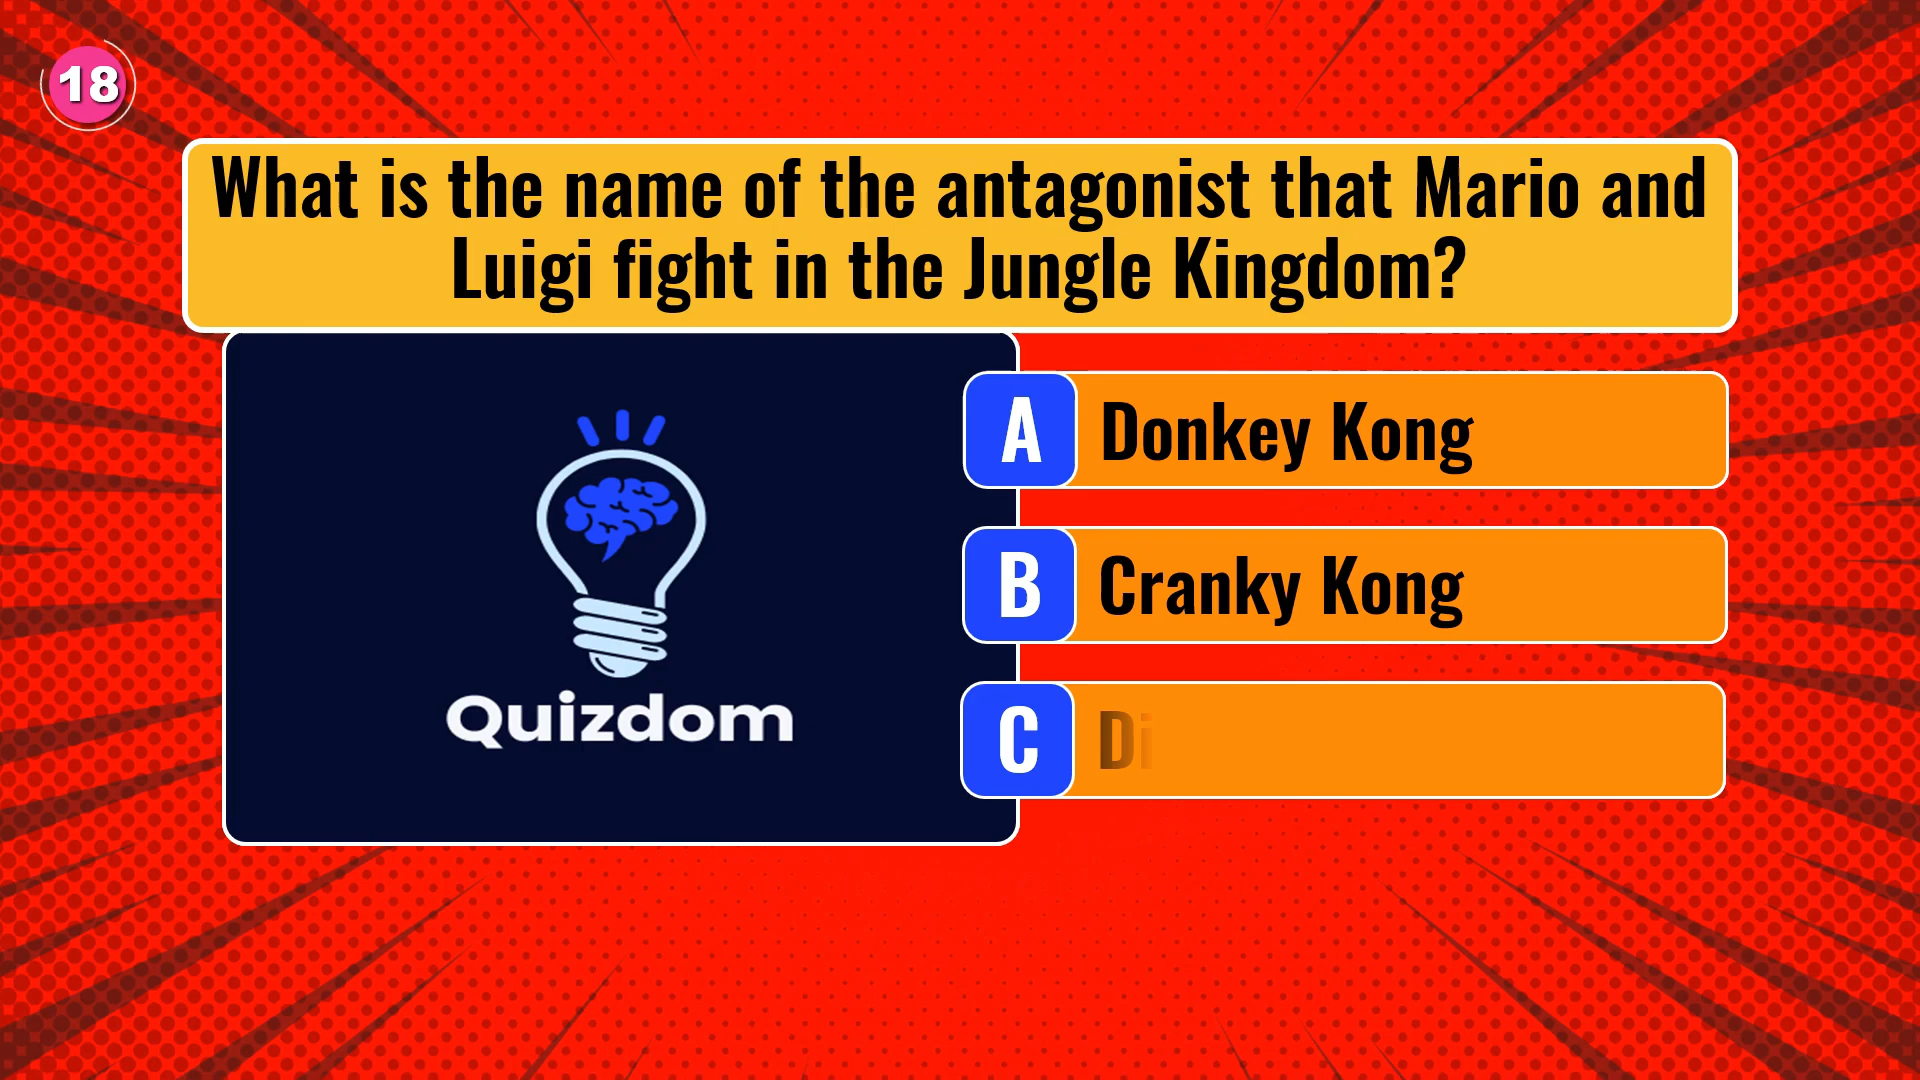 18
What is the name of the antagonist that Mario and
Luigi fight in the Jungle Kingdom?
A Donkey Kong
B Cranky Kong
C Di
Quizdom